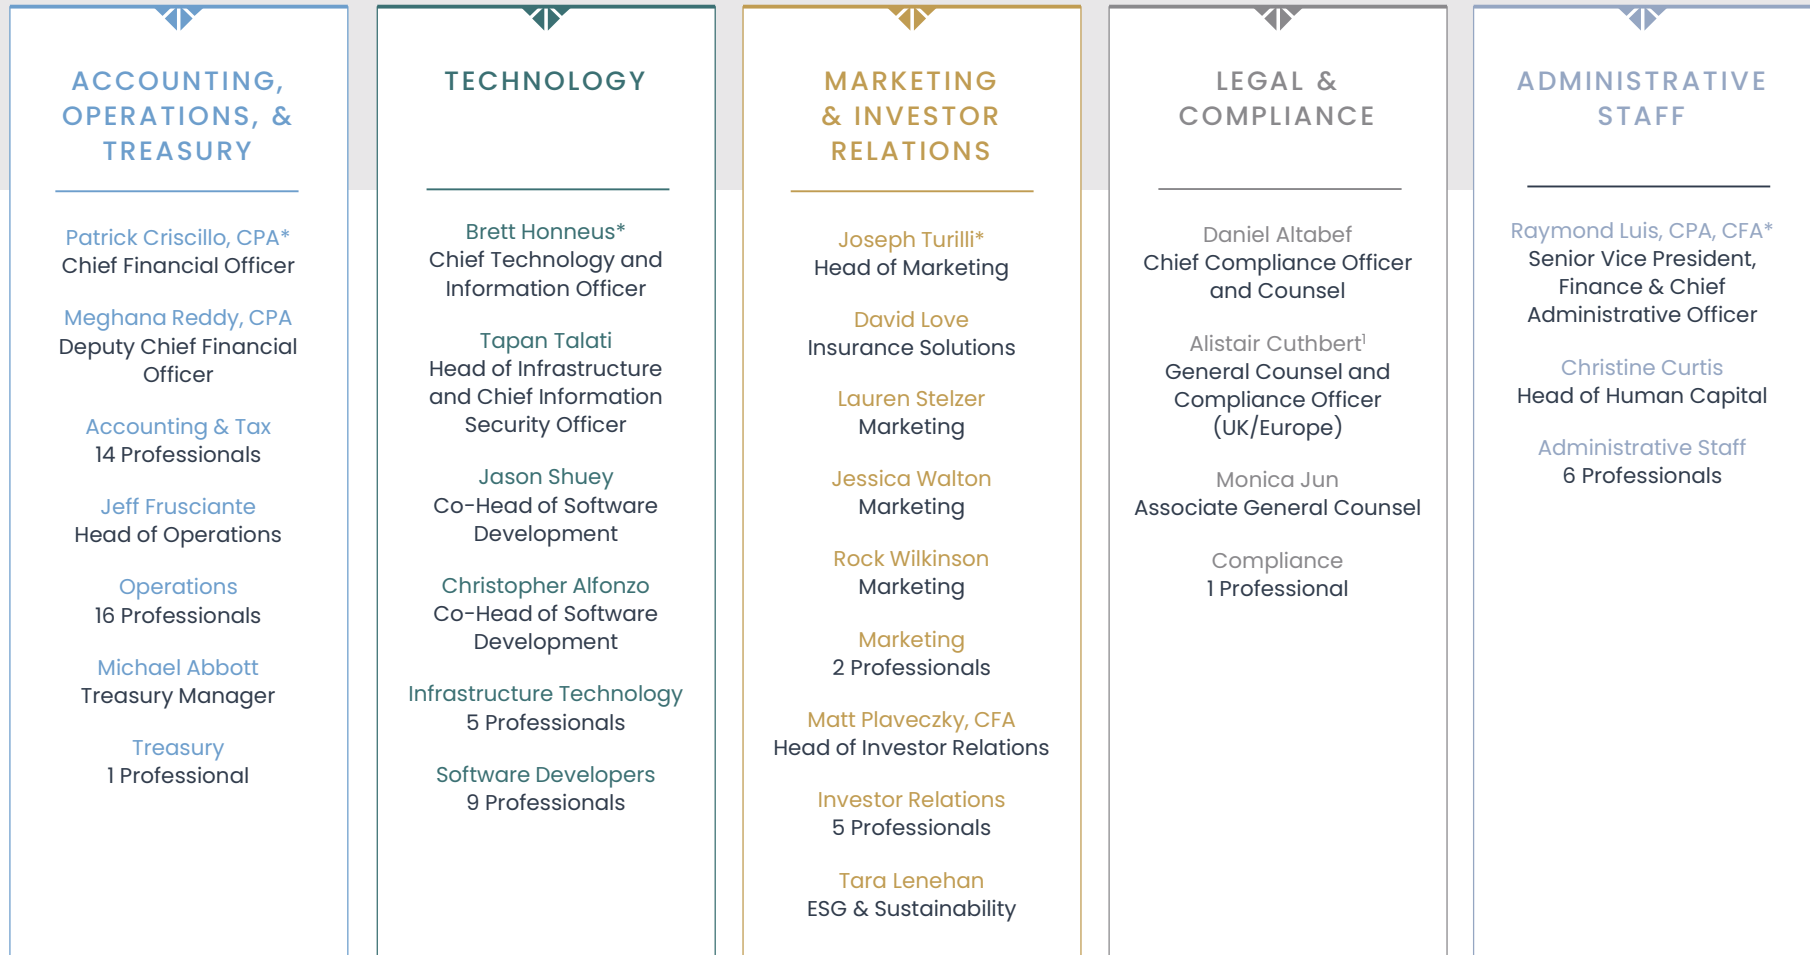 ACCOUNTING,
OPERATIONS, &
TREASURY
Patrick Criscillo, CPA*
Chief Financial Officer
Meghana Reddy, CPA
Deputy Chief Financial
Officer
Accounting & Tax
14 Professionals
Jeff Frusciante
Head of Operations
Operations
16 Professionals
Michael Abbott
Treasury Manager
Treasury
1 Professional
TECHNOLOGY
Brett Honneus*
Chief Technology and
Information Officer
Tapan Talati
Head of Infrastructure
and Chief Information
Security Officer
Jason Shuey
Co-Head of Software
Development
Christopher Alfonzo
Co-Head of Software
Development
Infrastructure Technology
5 Professionals
Software Developers
9 Professionals
MARKETING
& INVESTOR
RELATIONS
Joseph Turilli*
Head of Marketing
David Love
Insurance Solutions
Lauren Stelzer
Marketing
Jessica Walton
Marketing
Rock Wilkinson
Marketing
Marketing
2 Professionals
Matt Plaveczky, CFA
Head of Investor Relations
Investor Relations
5 Professionals
Tara Lenehan
ESG & Sustainability
LEGAL &
COMPLIANCE
Daniel Altabef
Chief Compliance Officer
and Counsel
Alistair Cuthbert¹
General Counsel and
Compliance Officer
(UK/Europe)
Monica Jun
Associate General Counsel
Compliance
1 Professional
ADMINISTRATIVE
STAFF
Raymond Luis, CPA, CFA*
Senior Vice President,
Finance & Chief
Administrative Officer
Christine Curtis
Head of Human Capital
Administrative Staff
6 Professionals